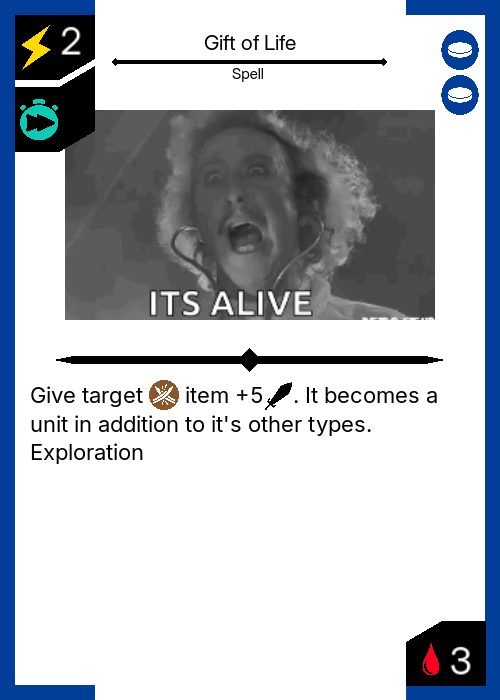 2
Gift of Life
Spell
ITS ALIVE
Give target item +5 . It becomes a
unit in addition to it's other types.
Exploration
3